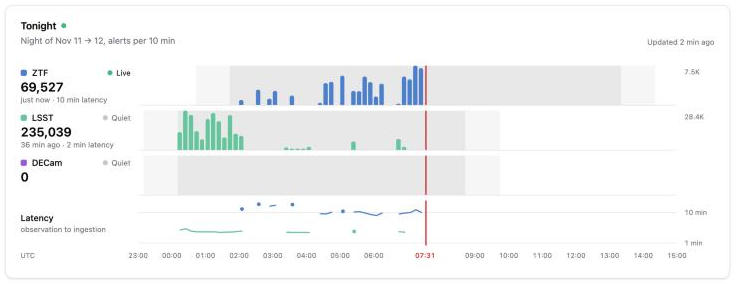 Tonight
Night of Nov 11 → 12, alerts per 10 min
Updated 2 min ago
ZTF
Live
69,527
just now · 10 min latency
7.5K
LSST
Quiet
235,039
36 min ago · 2 min latency
28.4K
DECam
Quiet
0
Latency
observation to ingestion
10 min
1 min
UTC
23:00 00:00 01:00 02:00 03:00 04:00 05:00 06:00 07:31 09:00 10:00 11:00 12:00 13:00 14:00 15:00